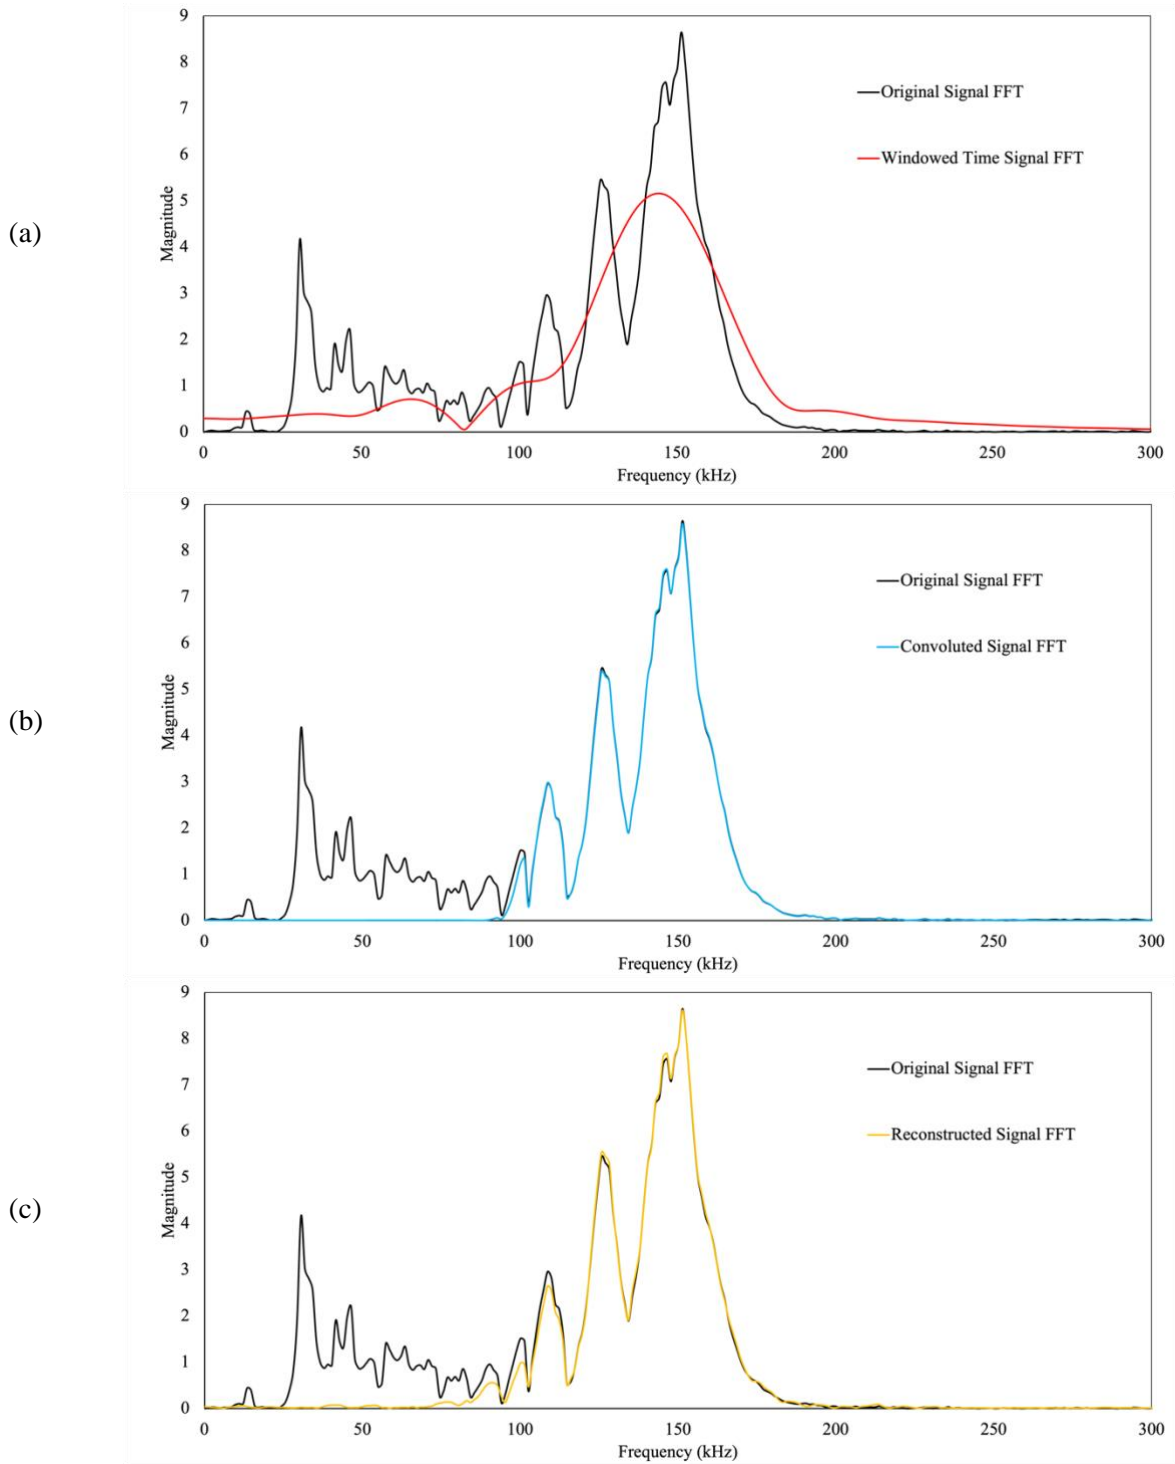 (a)
9
8
7
6
5
4
3
2
1
0
Magnitude
Original Signal FFT
Windowed Time Signal FFT
0 50 100 150 200 250 300
Frequency (kHz)
(b)
9
8
7
6
5
4
3
2
1
0
Magnitude
Original Signal FFT
Convoluted Signal FFT
0 50 100 150 200 250 300
Frequency (kHz)
(c)
9
8
7
6
5
4
3
2
1
0
Magnitude
Original Signal FFT
Reconstructed Signal FFT
0 50 100 150 200 250 300
Frequency (kHz)